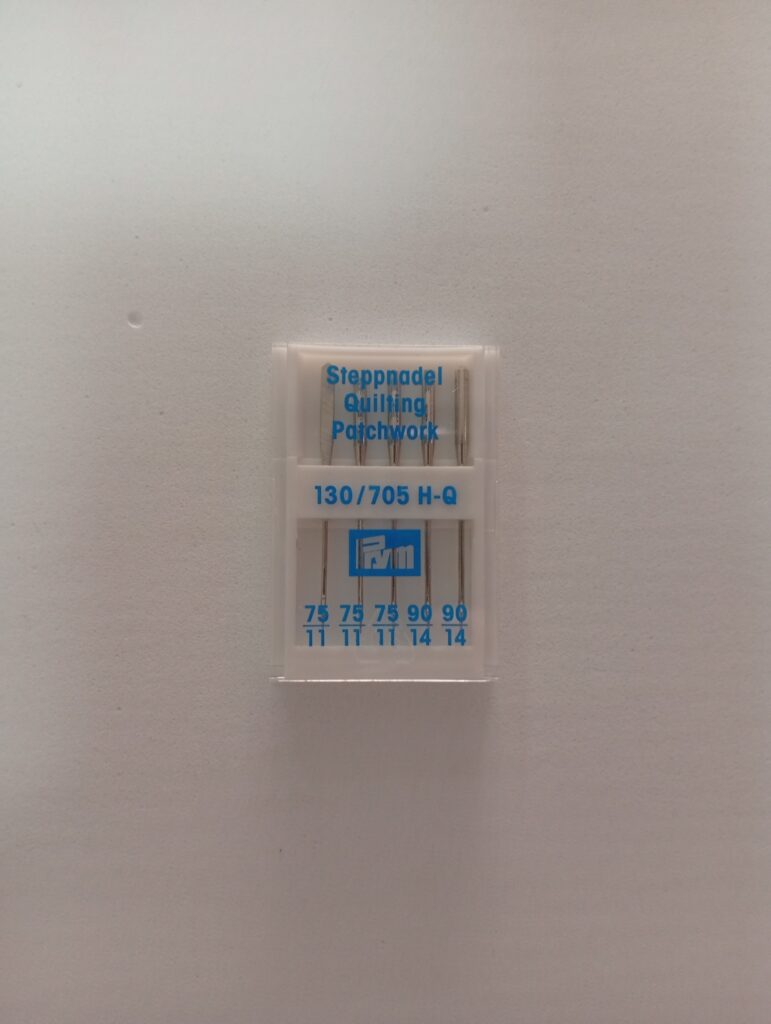 Steppnadel
Quilting
Patchwork
130/705 H-Q
Prym
75 75 75 90 90
11 11 11 14 14